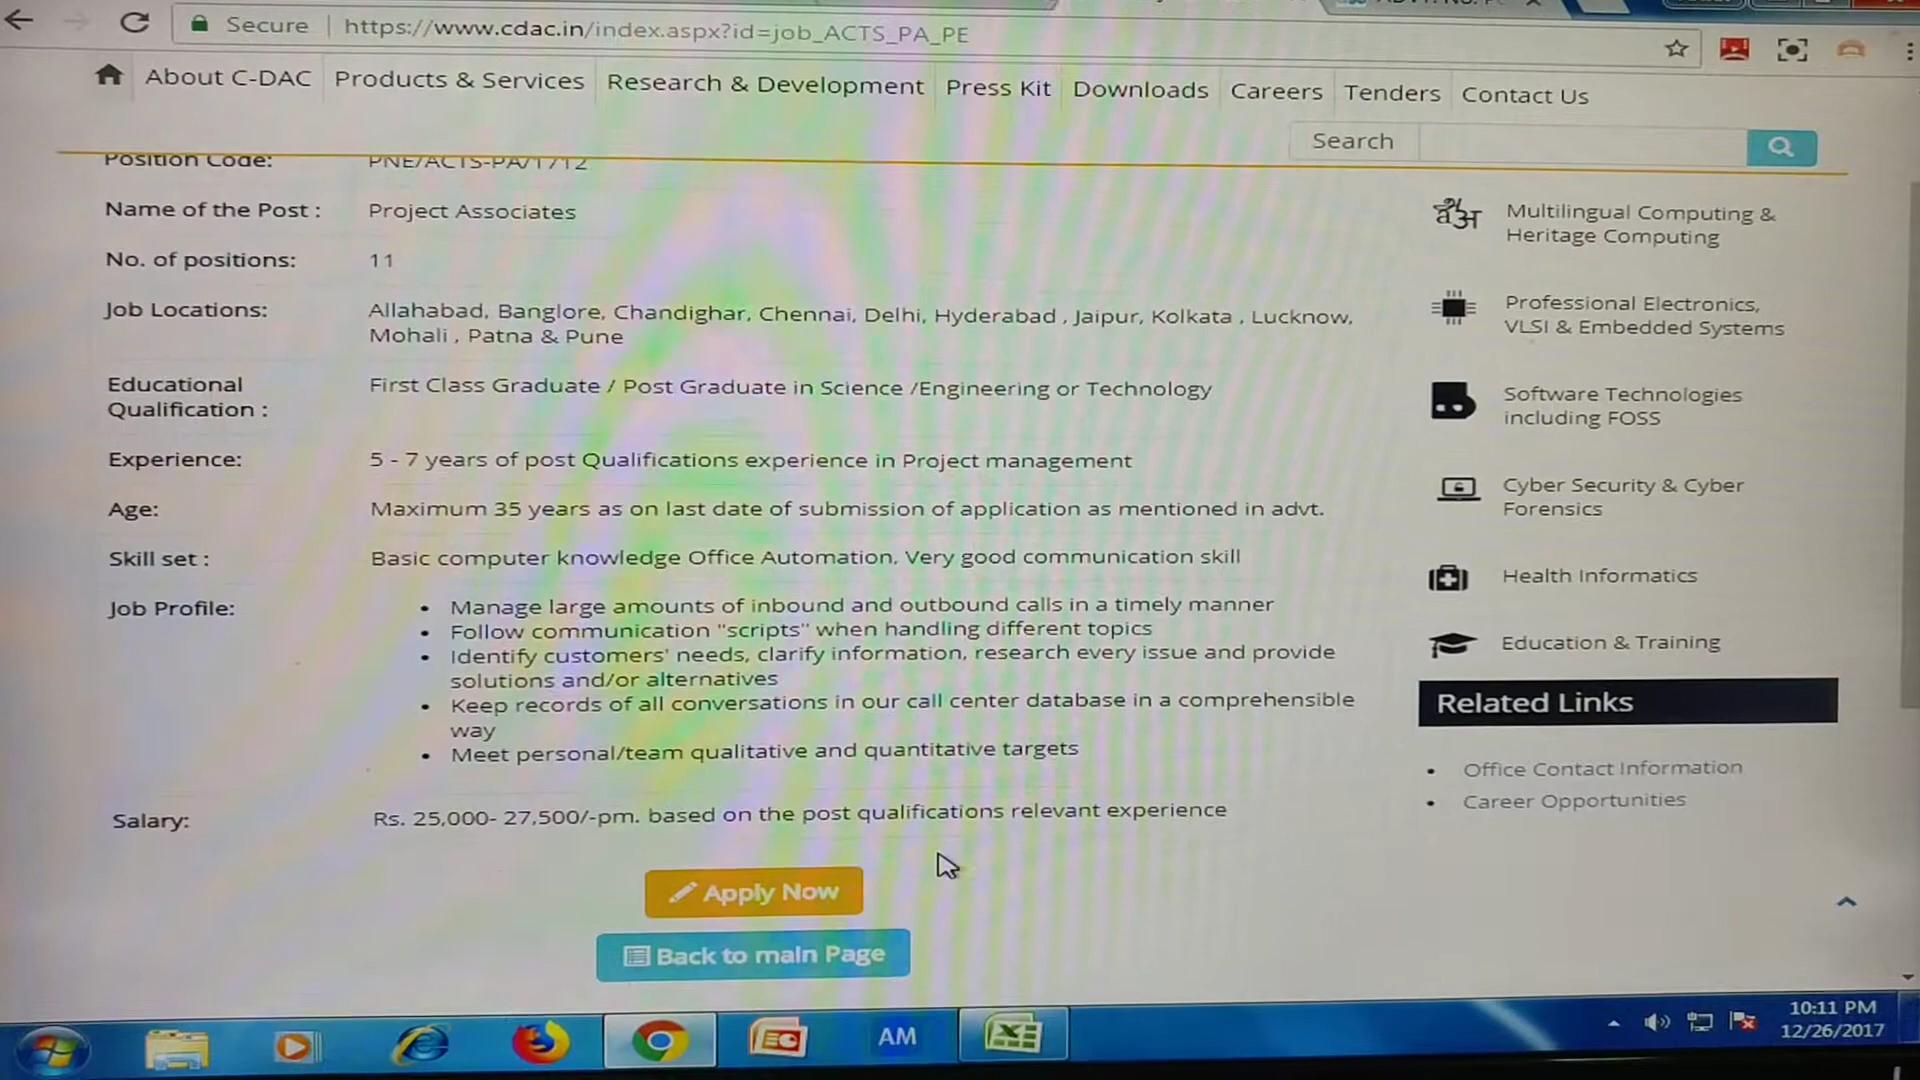 Secure https://www.cdac.in/index.aspx?id=job_ACTS_PA_PE
About C-DAC Products & Services Research & Development Press Kit Downloads Careers Tenders Contact Us
Search
Position Code: PNE/ACTS-PA/1712
Name of the Post : Project Associates
No. of positions: 11
Job Locations: Allahabad, Banglore, Chandighar, Chennai, Delhi, Hyderabad , Jaipur, Kolkata , Lucknow,
Mohali , Patna & Pune
Educational
Qualification :
First Class Graduate / Post Graduate in Science /Engineering or Technology
Experience: 5 - 7 years of post Qualifications experience in Project management
Age: Maximum 35 years as on last date of submission of application as mentioned in advt.
Skill set : Basic computer knowledge Office Automation, Very good communication skill
Job Profile:
• Manage large amounts of inbound and outbound calls in a timely manner
• Follow communication "scripts" when handling different topics
• Identify customers' needs, clarify information, research every issue and provide
solutions and/or alternatives
• Keep records of all conversations in our call center database in a comprehensible
way
• Meet personal/team qualitative and quantitative targets
Salary: Rs. 25,000- 27,500/-pm. based on the post qualifications relevant experience
Apply Now
Back to main Page
Multilingual Computing &
Heritage Computing
Professional Electronics,
VLSI & Embedded Systems
Software Technologies
including FOSS
Cyber Security & Cyber
Forensics
Health Informatics
Education & Training
Related Links
• Office Contact Information
• Career Opportunities
AM
10:11 PM
12/26/2017